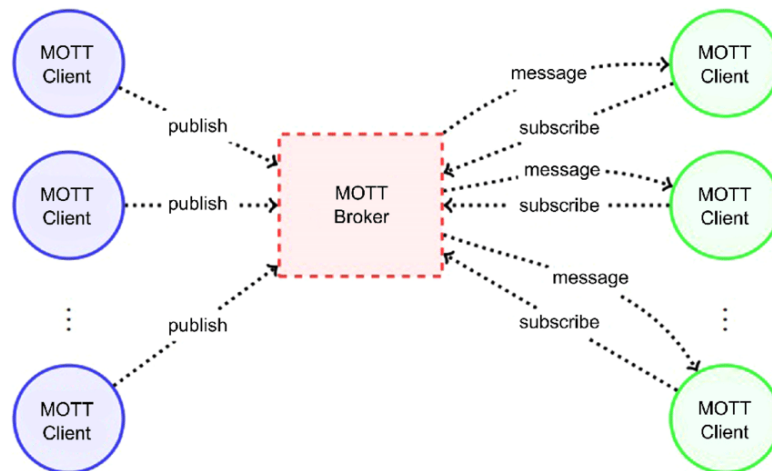 MOTT
Client
publish
MOTT
Client
publish
⋮
MOTT
Client
publish
MOTT
Broker
message
subscribe
message
subscribe
message
subscribe
MOTT
Client
MOTT
Client
⋮
MOTT
Client